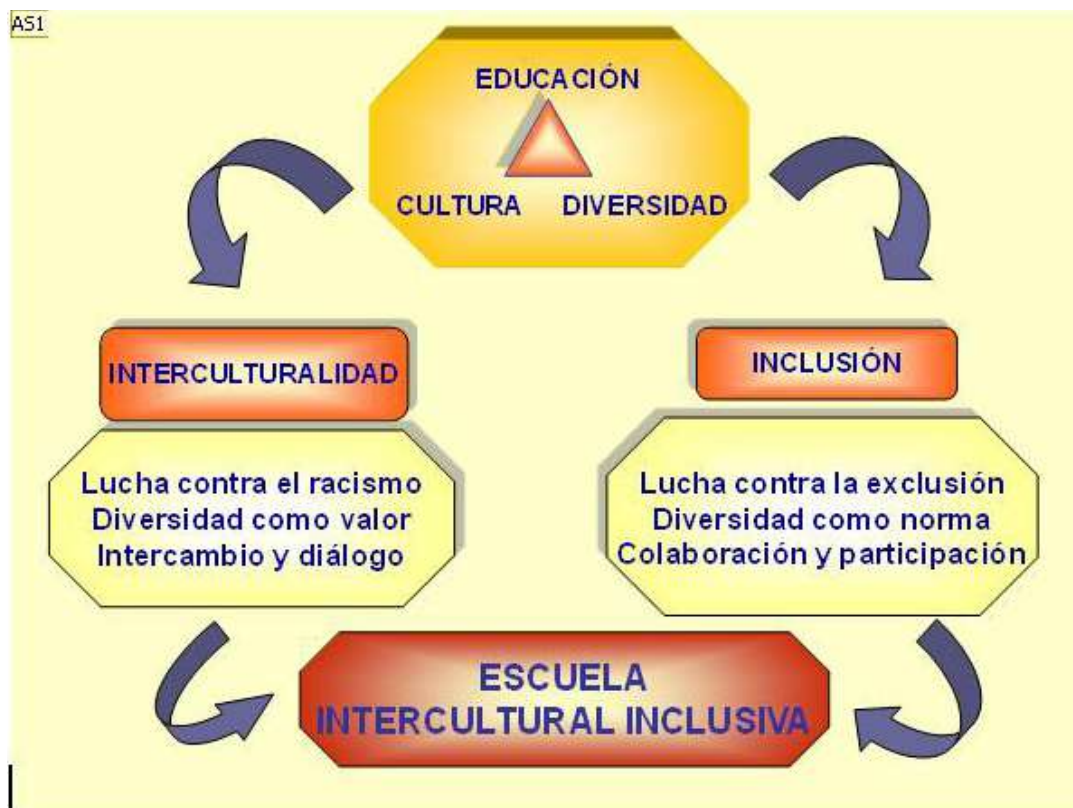 AS1
EDUCACIÓN
CULTURA DIVERSIDAD
INTERCULTURALIDAD
Lucha contra el racismo
Diversidad como valor
Intercambio y diálogo
INCLUSIÓN
Lucha contra la exclusión
Diversidad como norma
Colaboración y participación
ESCUELA
INTERCULTURAL INCLUSIVA